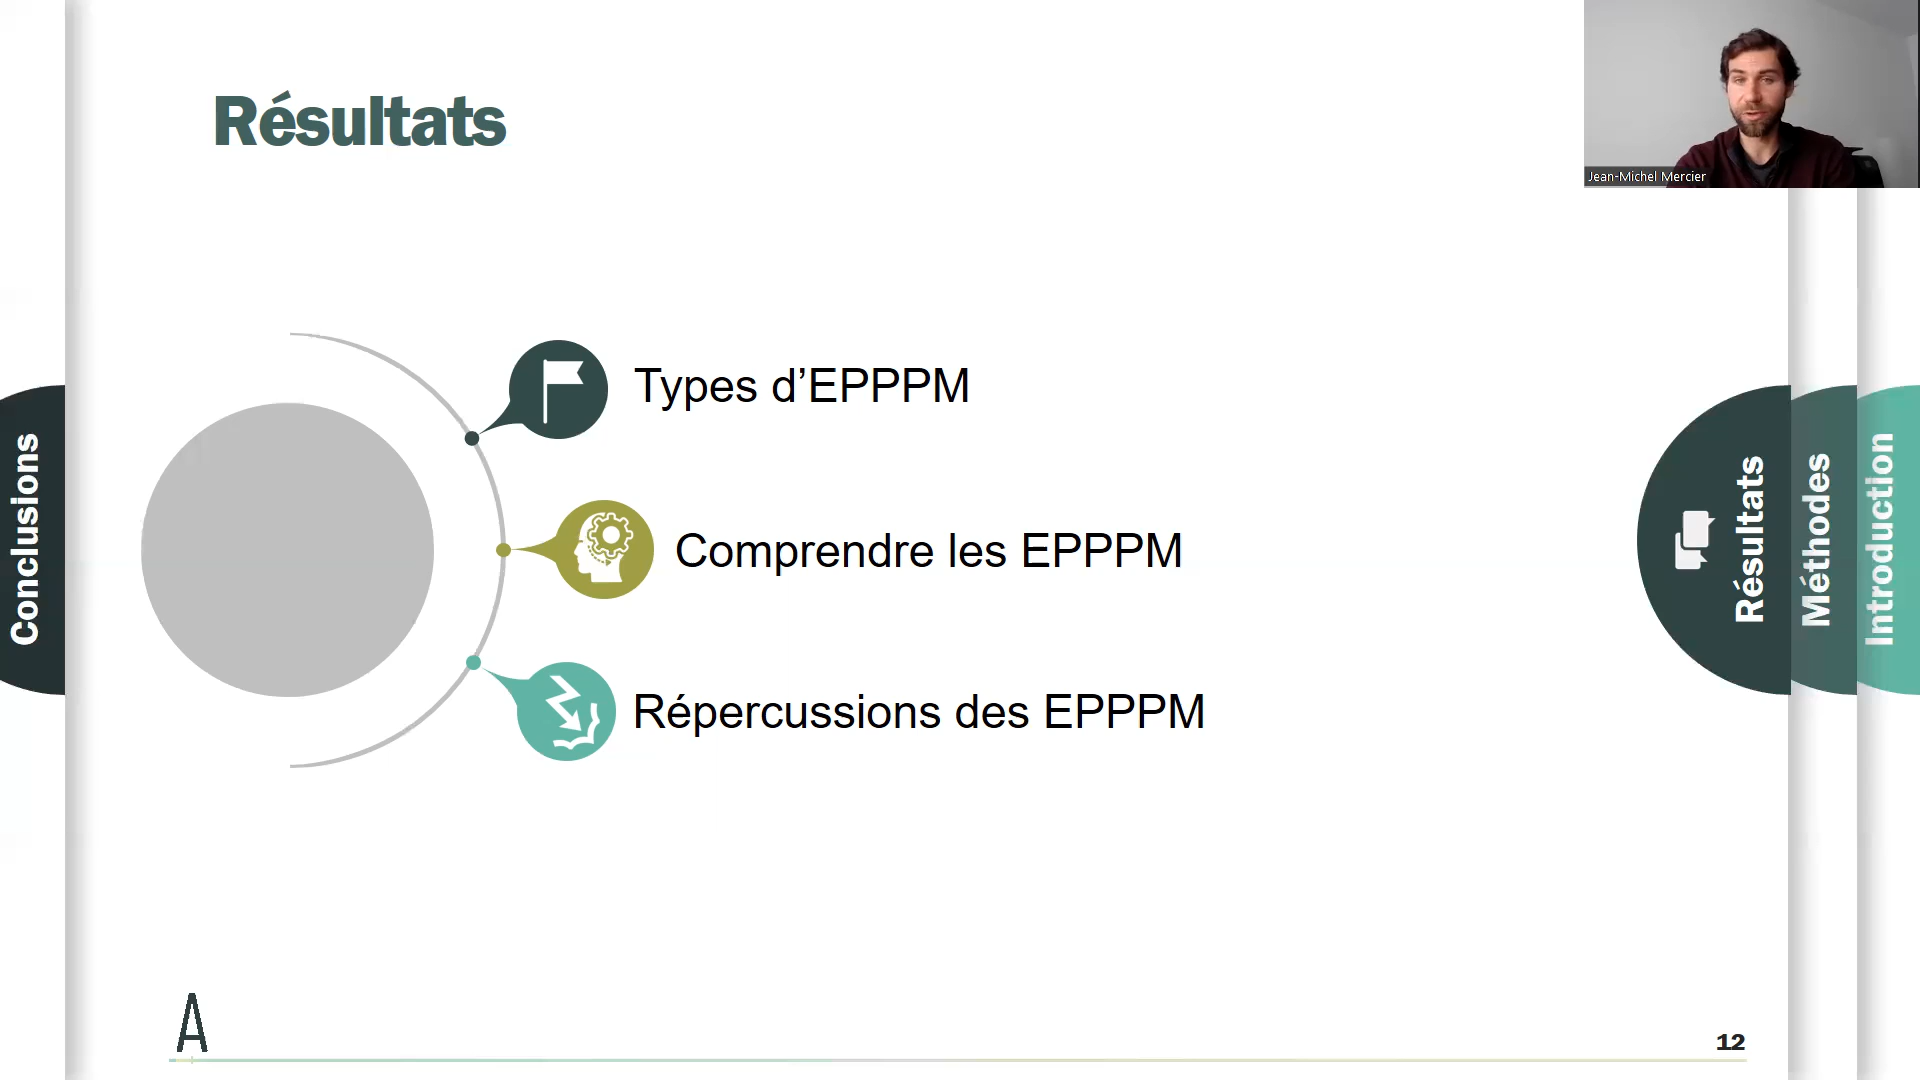 Résultats
Jean-Michel Mercier
Types d’EPPPM
Comprendre les EPPPM
Répercussions des EPPPM
Conclusions
Résultats
Méthodes
Introduction
A
12